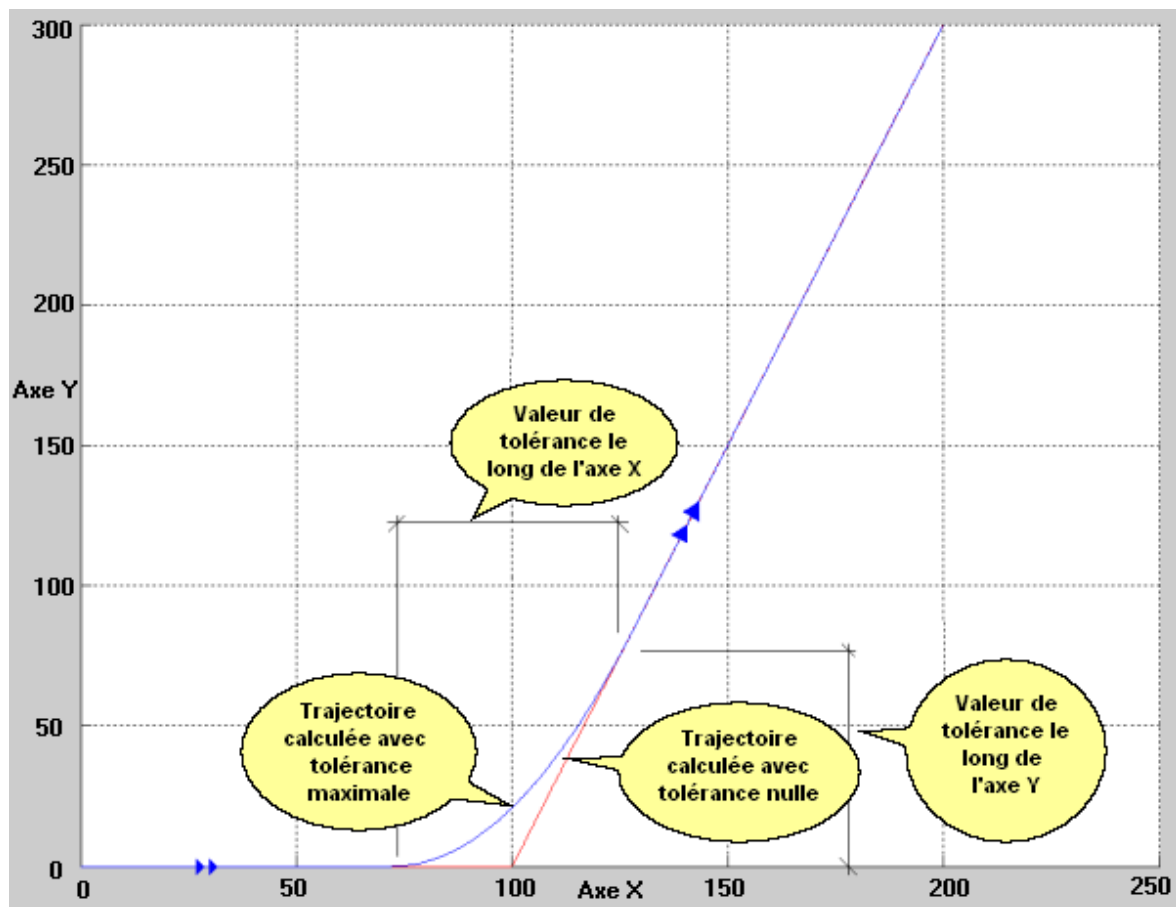 300
250
200
Axe Y
150
100
50
0
Valeur de
tolérance le
long de l'axe X
Trajectoire
calculée avec
tolérance
maximale
Trajectoire
calculée avec
tolérance nulle
Valeur de
tolérance le
long de
l'axe Y
0
50
100
Axe X
150
200
250